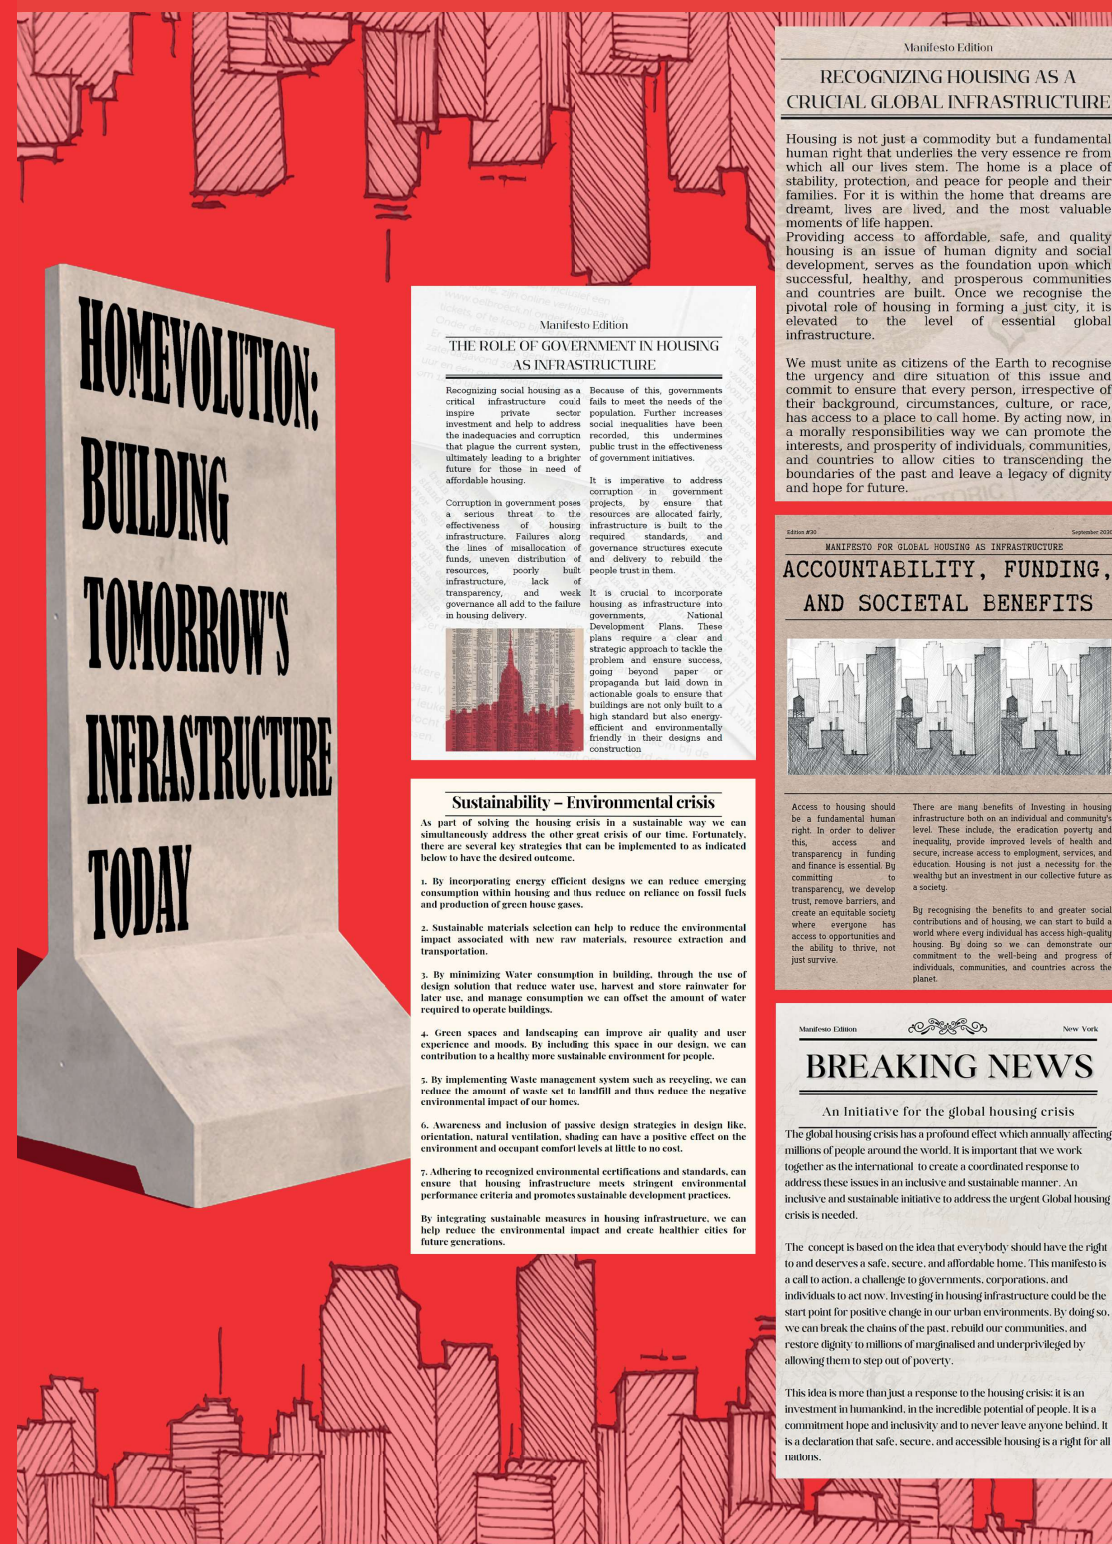 HOMEVOLUTION:
BUILDING
TOMORROW'S
INFRASTRUCTURE
TODAY
Manifesto Edition
THE ROLE OF GOVERNMENT IN HOUSING
AS INFRASTRUCTURE
Recognizing social housing as a
critical infrastructure could
inspire private sector
investment and help to address
the inadequacies and corruption
that plague the current system,
ultimately leading to a brighter
future for those in need of
affordable housing.
Corruption in government poses
a serious threat to the
effectiveness of housing
infrastructure. Failures along
the lines of misallocation of
funds, uneven distribution of
resources, poorly built
infrastructure, lack of
transparency, and week
governance all add to the failure
in housing delivery.
Because of this, governments
fails to meet the needs of the
population. Further increases
social inequalities have been
recorded, this undermines
public trust in the effectiveness
of government initiatives.
It is imperative to address
corruption in government
projects, by ensure that
resources are allocated fairly,
infrastructure is built to the
required standards, and
governance structures execute
and delivery to rebuild the
people trust in them.
It is crucial to incorporate
housing as infrastructure into
governments, National
Development Plans. These
plans require a clear and
strategic approach to tackle the
problem and ensure success,
going beyond paper or
propaganda but laid down in
actionable goals to ensure that
buildings are not only built to a
high standard but also energy-
efficient and environmentally
friendly in their designs and
construction
Sustainability – Environmental crisis
As part of solving the housing crisis in a sustainable way we can
simultaneously address the other great crisis of our time. Fortunately,
there are several key strategies that can be implemented to as indicated
below to have the desired outcome.
1. By incorporating energy efficient designs we can reduce emerging
consumption within housing and thus reduce on reliance on fossil fuels
and production of green house gases.
2. Sustainable materials selection can help to reduce the environmental
impact associated with new raw materials, resource extraction and
transportation.
3. By minimizing Water consumption in building, through the use of
design solution that reduce water use, harvest and store rainwater for
later use, and manage consumption we can offset the amount of water
required to operate buildings.
4. Green spaces and landscaping can improve air quality and user
experience and moods. By including this space in our design, we can
contribution to a healthy more sustainable environment for people.
5. By implementing Waste management system such as recycling, we can
reduce the amount of waste set to landfill and thus reduce the negative
environmental impact of our homes.
6. Awareness and inclusion of passive design strategies in design like,
orientation, natural ventilation, shading can have a positive effect on the
environment and occupant comfort levels at little to no cost.
7. Adhering to recognized environmental certifications and standards, can
ensure that housing infrastructure meets stringent environmental
performance criteria and promotes sustainable development practices.
By integrating sustainable measures in housing infrastructure, we can
help reduce the environmental impact and create healthier cities for
future generations.
Manifesto Edition
RECOGNIZING HOUSING AS A
CRUCIAL GLOBAL INFRASTRUCTURE
Housing is not just a commodity but a fundamental
human right that underlies the very essence re from
which all our lives stem. The home is a place of
stability, protection, and peace for people and their
families. For it is within the home that dreams are
dreamt, lives are lived, and the most valuable
moments of life happen.
Providing access to affordable, safe, and quality
housing is an issue of human dignity and social
development, serves as the foundation upon which
successful, healthy, and prosperous communities
and countries are built. Once we recognise the
pivotal role of housing in forming a just city, it is
elevated to the level of essential global
infrastructure.
We must unite as citizens of the Earth to recognise
the urgency and dire situation of this issue and
commit to ensure that every person, irrespective of
their background, circumstances, culture, or race,
has access to a place to call home. By acting now, in
a morally responsibilities way we can promote the
interests, and prosperity of individuals, communities,
and countries to allow cities to transcending the
boundaries of the past and leave a legacy of dignity
and hope for future.
Edition #30
September 2030
MANIFESTO FOR GLOBAL HOUSING AS INFRASTRUCTURE
ACCOUNTABILITY, FUNDING,
AND SOCIETAL BENEFITS
Access to housing should
be a fundamental human
right. In order to deliver
this, access and
transparency in funding
and finance is essential. By
committing to
transparency, we develop
trust, remove barriers, and
create an equitable society
where everyone has
access to opportunities and
the ability to thrive, not
just survive.
There are many benefits of Investing in housing
infrastructure both on an individual and community's
level. These include, the eradication poverty and
inequality, provide improved levels of health and
secure, increase access to employment, services, and
education. Housing is not just a necessity for the
wealthy but an investment in our collective future as
a society.
By recognising the benefits to and greater social
contributions and of housing, we can start to build a
world where every individual has access high-quality
housing. By doing so we can demonstrate our
commitment to the well-being and progress of
individuals, communities, and countries across the
planet.
Manifesto Edition
New York
BREAKING NEWS
An Initiative for the global housing crisis
The global housing crisis has a profound effect which annually affecting
millions of people around the world. It is important that we work
together as the international to create a coordinated response to
address these issues in an inclusive and sustainable manner. An
inclusive and sustainable initiative to address the urgent Global housing
crisis is needed.
The concept is based on the idea that everybody should have the right
to and deserves a safe, secure, and affordable home. This manifesto is
a call to action, a challenge to governments, corporations, and
individuals to act now. Investing in housing infrastructure could be the
start point for positive change in our urban environments. By doing so,
we can break the chains of the past, rebuild our communities, and
restore dignity to millions of marginalised and underprivileged by
allowing them to step out of poverty.
This idea is more than just a response to the housing crisis; it is an
investment in humankind, in the incredible potential of people. It is a
commitment hope and inclusivity and to never leave anyone behind. It
is a declaration that safe, secure, and accessible housing is a right for all
nations.